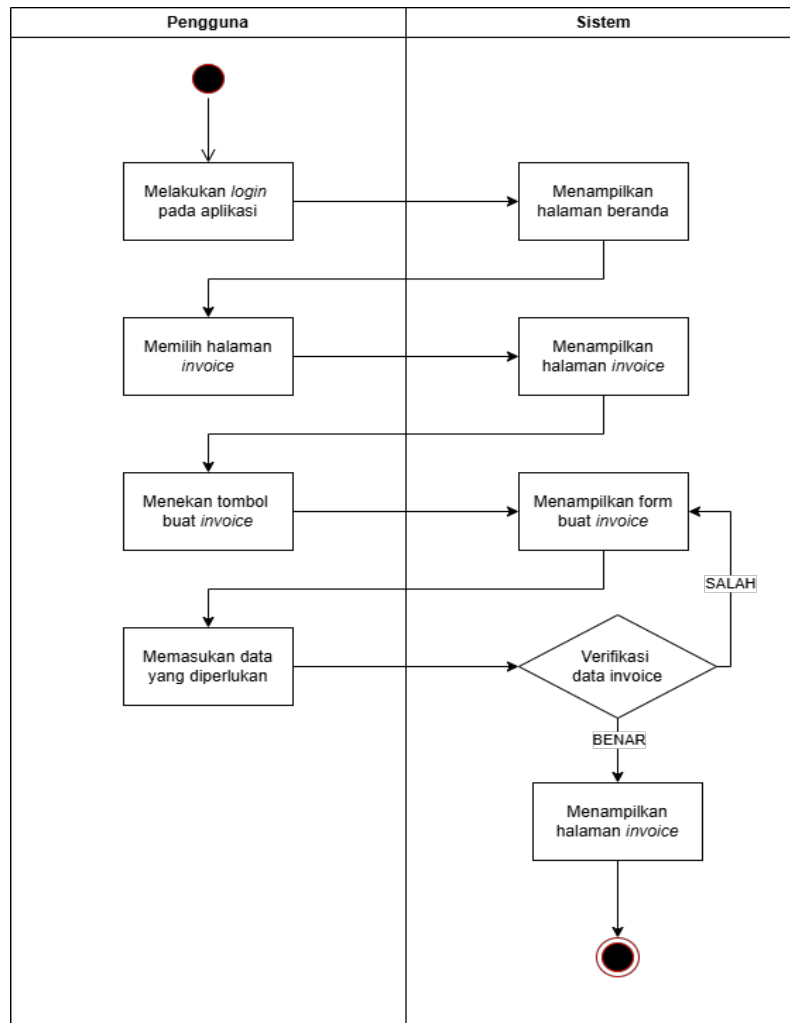 Pengguna
Sistem
Melakukan login
pada aplikasi
Menampilkan
halaman beranda
Memilih halaman
invoice
Menampilkan
halaman invoice
Menekan tombol
buat invoice
Menampilkan form
buat invoice
SALAH
Memasukan data
yang diperlukan
Verifikasi
data invoice
BENAR
Menampilkan
halaman invoice